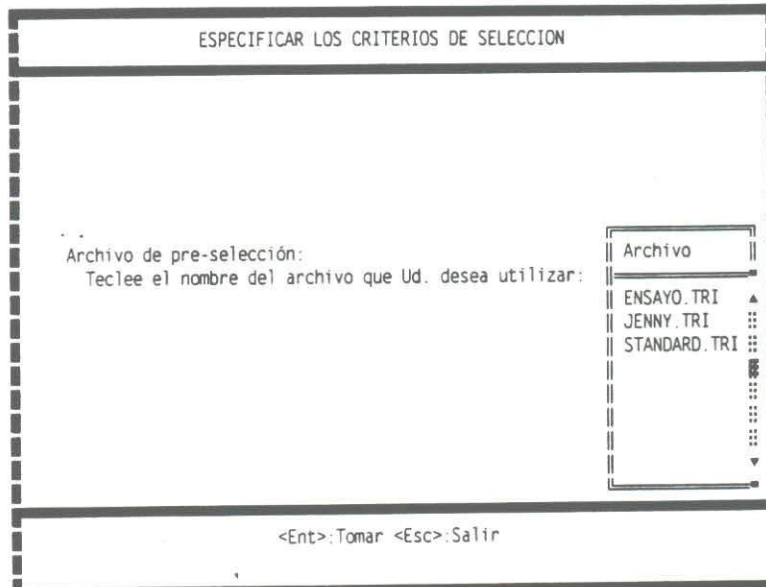 ESPECIFICAR LOS CRITERIOS DE SELECCION
Archivo de pre-selección:
Teclee el nombre del archivo que Ud. desea utilizar:
Archivo
ENSAYO.TRI
JENNY.TRI
STANDARD.TRI
<Ent>:Tomar <Esc>:Salir